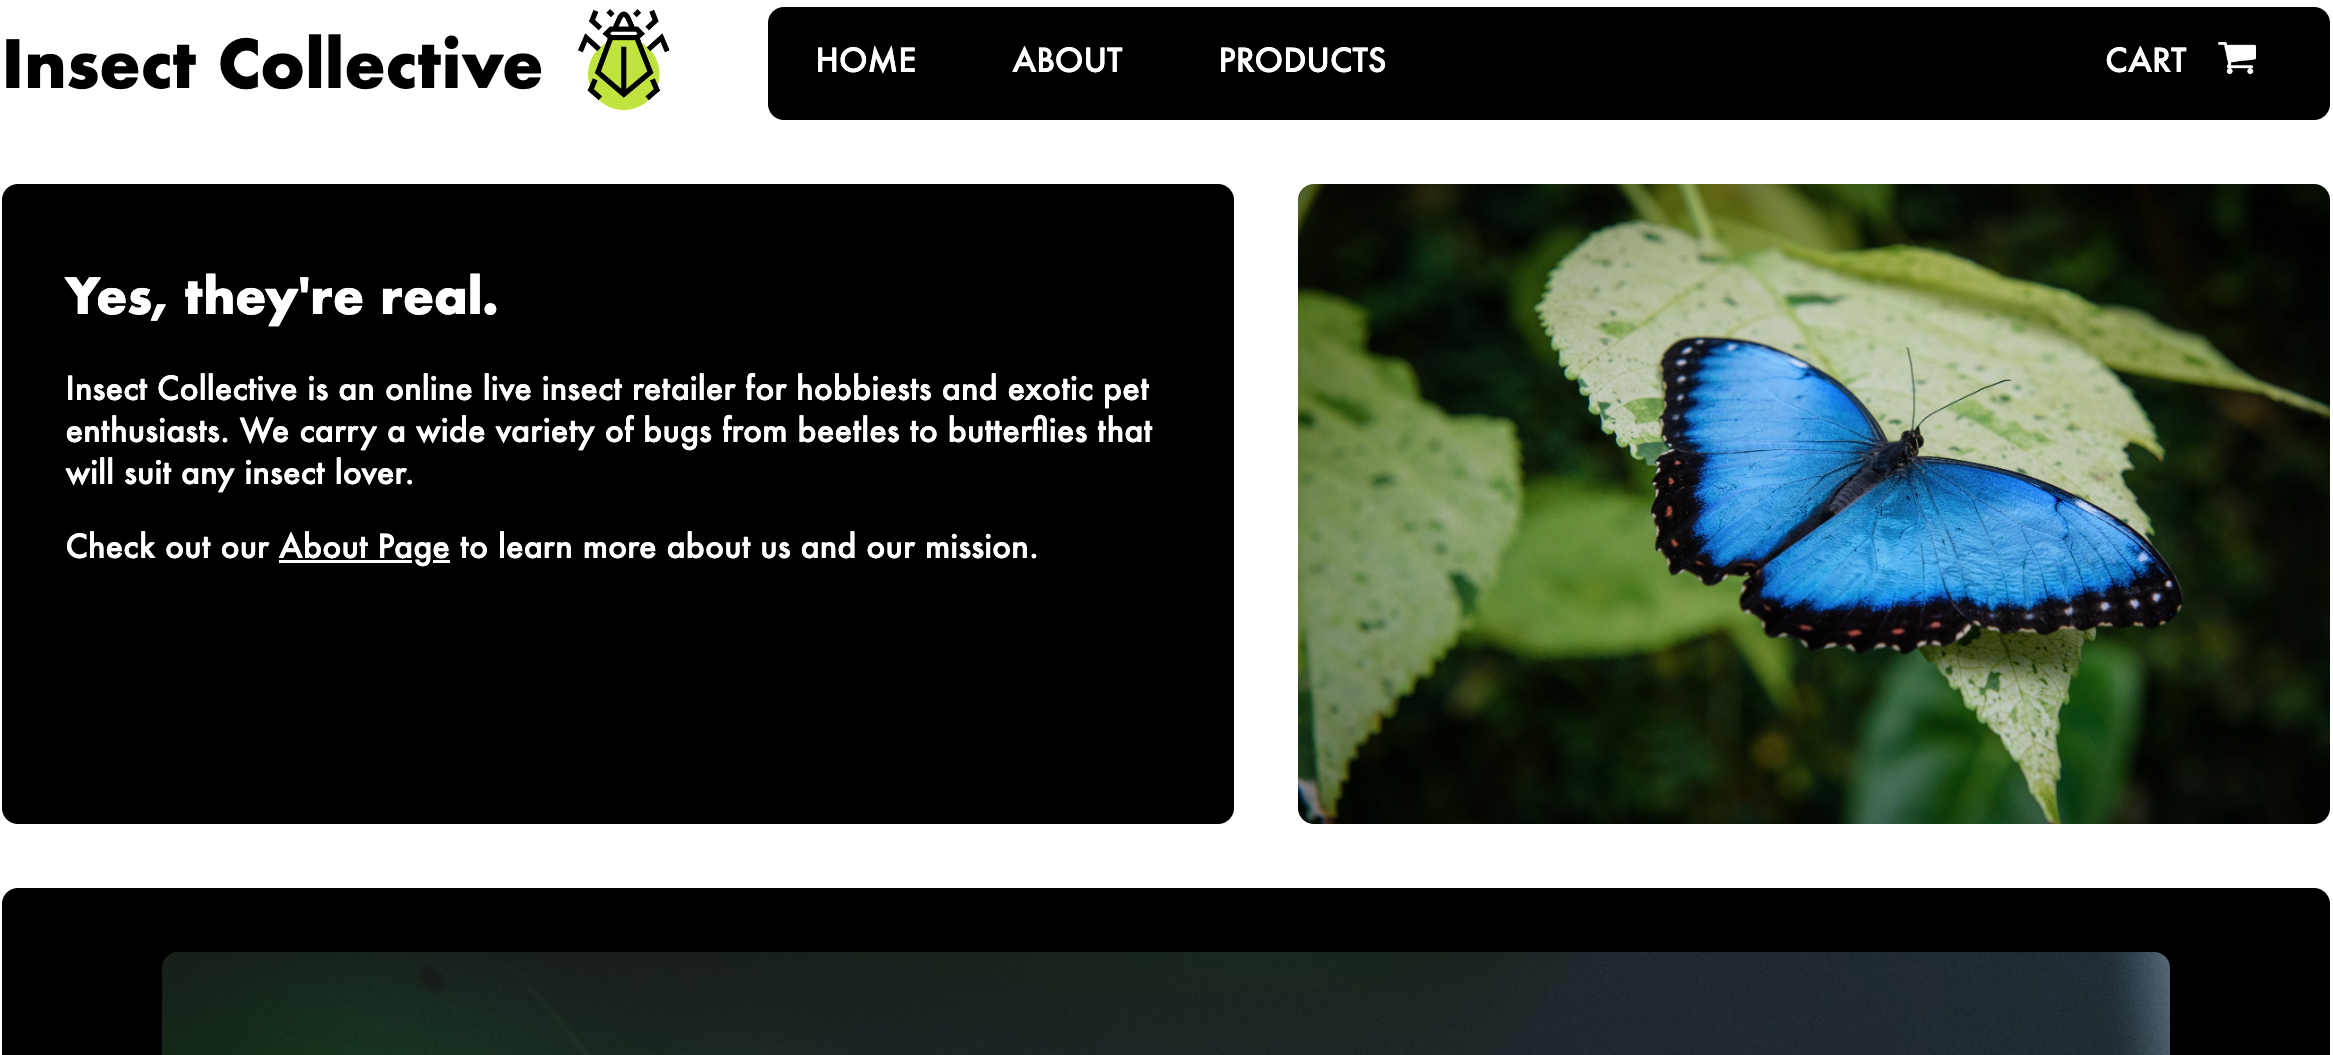 Insect Collective
HOME ABOUT PRODUCTS CART
Yes, they're real.
Insect Collective is an online live insect retailer for hobbiests and exotic pet
enthusiasts. We carry a wide variety of bugs from beetles to butterflies that
will suit any insect lover.
Check out our About Page to learn more about us and our mission.